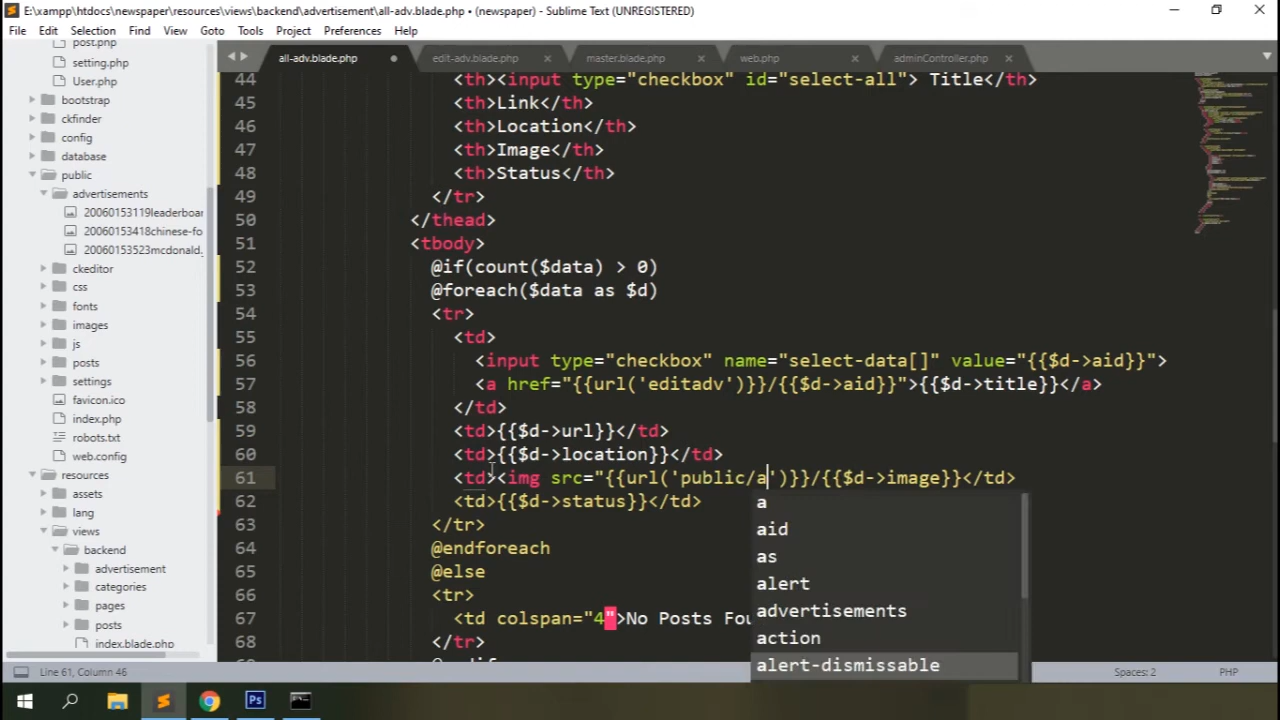 E:\xampp\htdocs\newspaper\resources\views\backend\advertisement\all-adv.blade.php • (newspaper) - Sublime Text (UNREGISTERED)
File Edit Selection Find View Goto Tools Project Preferences Help
all-adv.blade.php edit-adv.blade.php master.blade.php web.php adminController.php
post.php
setting.php
User.php
bootstrap
ckfinder
config
database
public
advertisements
20060153119leaderboar
20060153418chinese-fo
20060153523mcdonald.
ckeditor
css
fonts
images
js
posts
settings
favicon.ico
index.php
robots.txt
web.config
resources
assets
lang
views
backend
advertisement
categories
pages
posts
index.blade.php
44 <th><input type="checkbox" id="select-all"> Title</th>
45 <th>Link</th>
46 <th>Location</th>
47 <th>Image</th>
48 <th>Status</th>
49 </tr>
50 </thead>
51 <tbody>
52 @if(count($data) > 0)
53 @foreach($data as $d)
54 <tr>
55 <td>
56 <input type="checkbox" name="select-data[]" value="{{$d->aid}}">
57 <a href="{{url('editadv')}}/{{$d->aid}}">{{$d->title}}</a>
58 </td>
59 <td>{{$d->url}}</td>
60 <td>{{$d->location}}</td>
61 <td><img src="{{url('public/a')}}/{{$d->image}}</td>
62 <td>{{$d->status}}</td>
63 </tr>
64 @endforeach
65 @else
66 <tr>
67 <td colspan="4">No Posts Fou
68 </tr>
a
aid
as
alert
advertisements
action
alert-dismissable
Line 61, Column 46 Spaces: 2 PHP